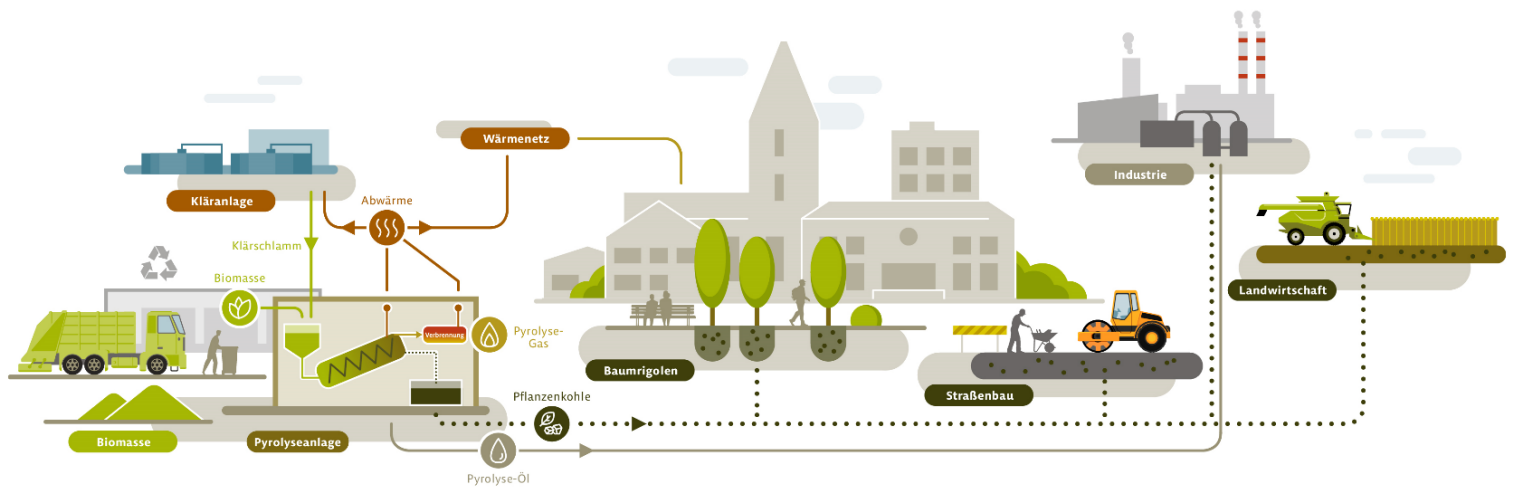 Wärmenetz
Industrie
Kläranlage
Abwärme
Klärschlamm
Biomasse
Landwirtschaft
Verbrennung
Pyrolyse-
Gas
Baumrigolen
Straßenbau
Pflanzenkohle
Biomasse
Pyrolyseanlage
Pyrolyse-Öl